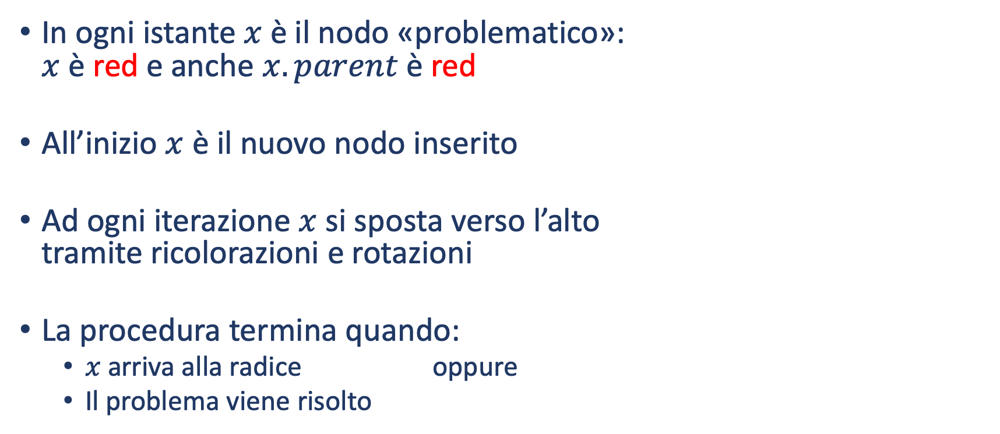 • In ogni istante x è il nodo «problematico»:
x è red e anche x.parent è red
• All’inizio x è il nuovo nodo inserito
• Ad ogni iterazione x si sposta verso l’alto
tramite ricolorazioni e rotazioni
• La procedura termina quando:
• x arriva alla radice oppure
• Il problema viene risolto